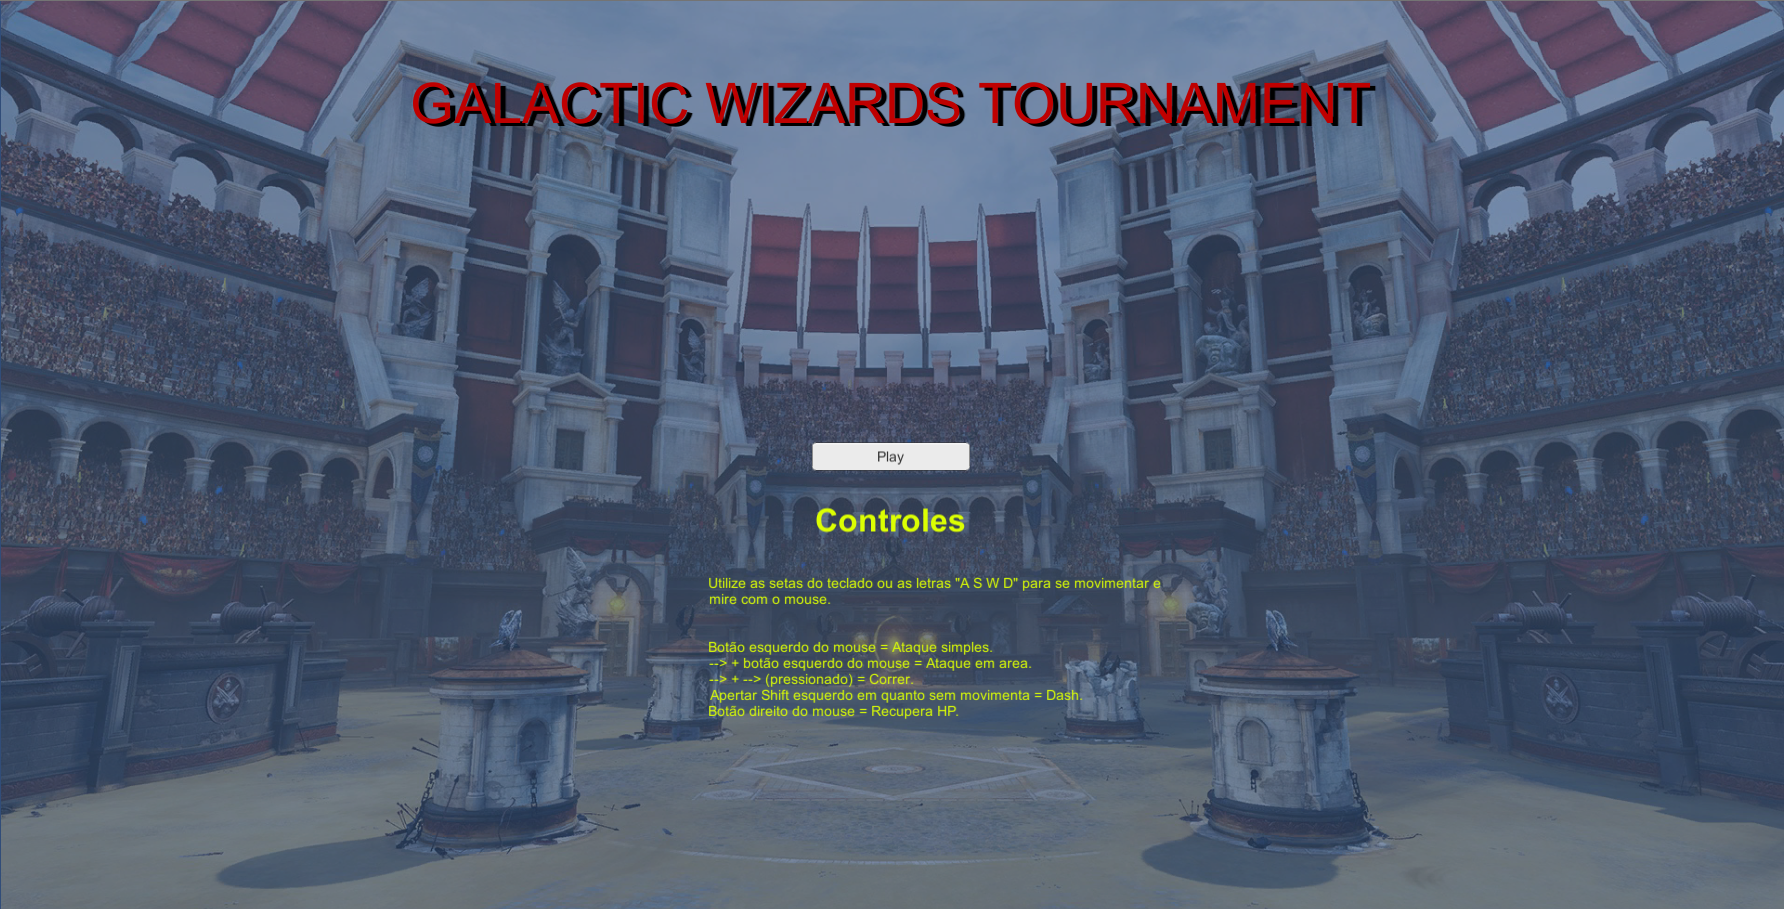 GALACTIC WIZARDS TOURNAMENT
Play
Controles
Utilize as setas do teclado ou as letras "A S W D" para se movimentar e
mire com o mouse.
Botão esquerdo do mouse = Ataque simples.
--> + botão esquerdo do mouse = Ataque em area.
--> + --> (pressionado) = Correr.
Apertar Shift esquerdo em quanto sem movimenta = Dash.
Botão direito do mouse = Recupera HP.